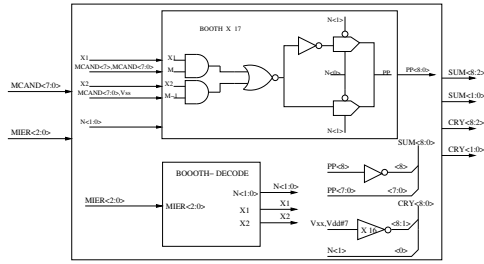 BOOTH X 17
N<1>
X1
X1
MCAND<7>,MCAND<7:0>
M
X2
X2
MCAND<7:0>,Vss
M-1
N<0>
PP
PP<8:0>
N<1:0>
N<1>
MCAND<7:0>
MIER<2:0>
SUM<8:2>
SUM<1:0>
CRY<8:2>
CRY<1:0>
BOOOTH- DECODE
N<1:0>
N<1:0>
MIER<2:0>
MIER<2:0>
X1
X1
X2
X2
SUM<8:0>
PP<8>
<8>
PP<7:0>
<7:0>
CRY<8:0>
Vxx,Vdd#7
X 16
<8:1>
N<1>
<0>